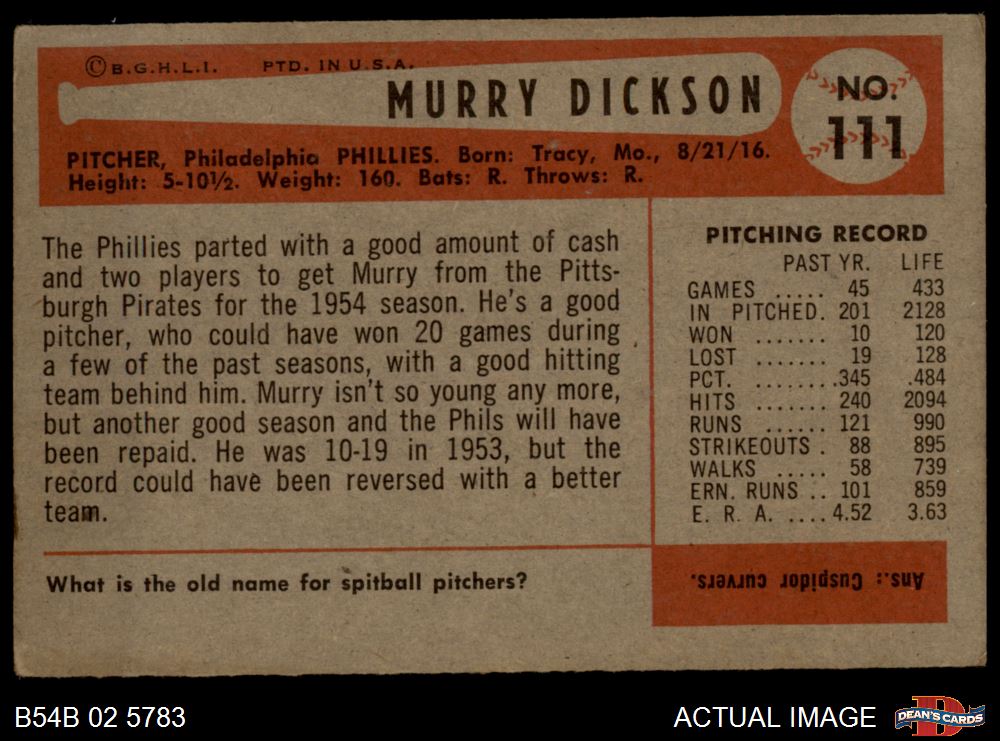 © B.G.H.L.I. PTD. IN U.S.A.
MURRY DICKSON
NO.
111
PITCHER, Philadelphia PHILLIES. Born: Tracy, Mo., 8/21/16.
Height: 5-10½. Weight: 160. Bats: R. Throws: R.
The Phillies parted with a good amount of cash
and two players to get Murry from the Pitts-
burgh Pirates for the 1954 season. He's a good
pitcher, who could have won 20 games during
a few of the past seasons, with a good hitting
team behind him. Murry isn't so young any more,
but another good season and the Phils will have
been repaid. He was 10-19 in 1953, but the
record could have been reversed with a better
team.
PITCHING RECORD
PAST YR. LIFE
GAMES ..... 45 433
IN PITCHED. 201 2128
WON ....... 10 120
LOST ....... 19 128
PCT. ........ .345 .484
HITS ....... 240 2094
RUNS ...... 121 990
STRIKEOUTS . 88 895
WALKS ..... 58 739
ERN. RUNS .. 101 859
E. R. A. .... 4.52 3.63
What is the old name for spitball pitchers?
Ans.: Cuspidor curvers.
B54B 02 5783
ACTUAL IMAGE
D
DEAN'S CARDS